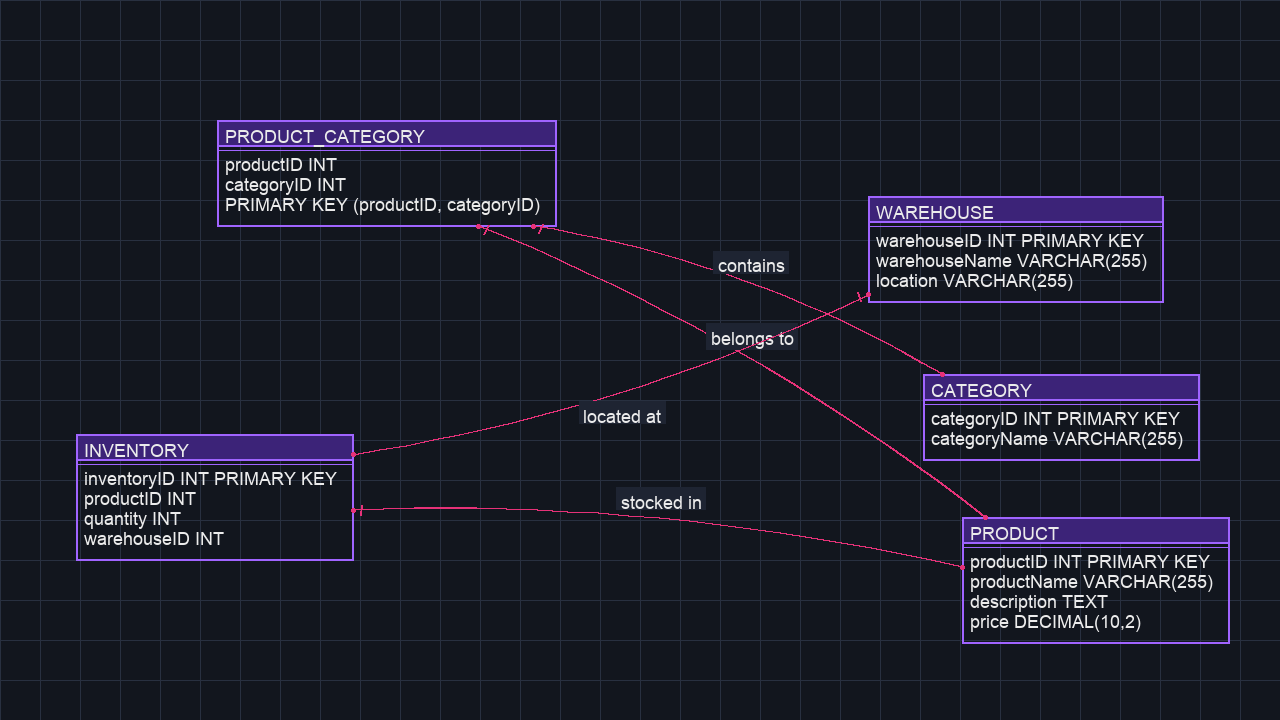 PRODUCT_CATEGORY
productID INT
categoryID INT
PRIMARY KEY (productID, categoryID)
WAREHOUSE
warehouseID INT PRIMARY KEY
warehouseName VARCHAR(255)
location VARCHAR(255)
contains
belongs to
located at
CATEGORY
categoryID INT PRIMARY KEY
categoryName VARCHAR(255)
INVENTORY
inventoryID INT PRIMARY KEY
productID INT
quantity INT
warehouseID INT
stocked in
PRODUCT
productID INT PRIMARY KEY
productName VARCHAR(255)
description TEXT
price DECIMAL(10,2)